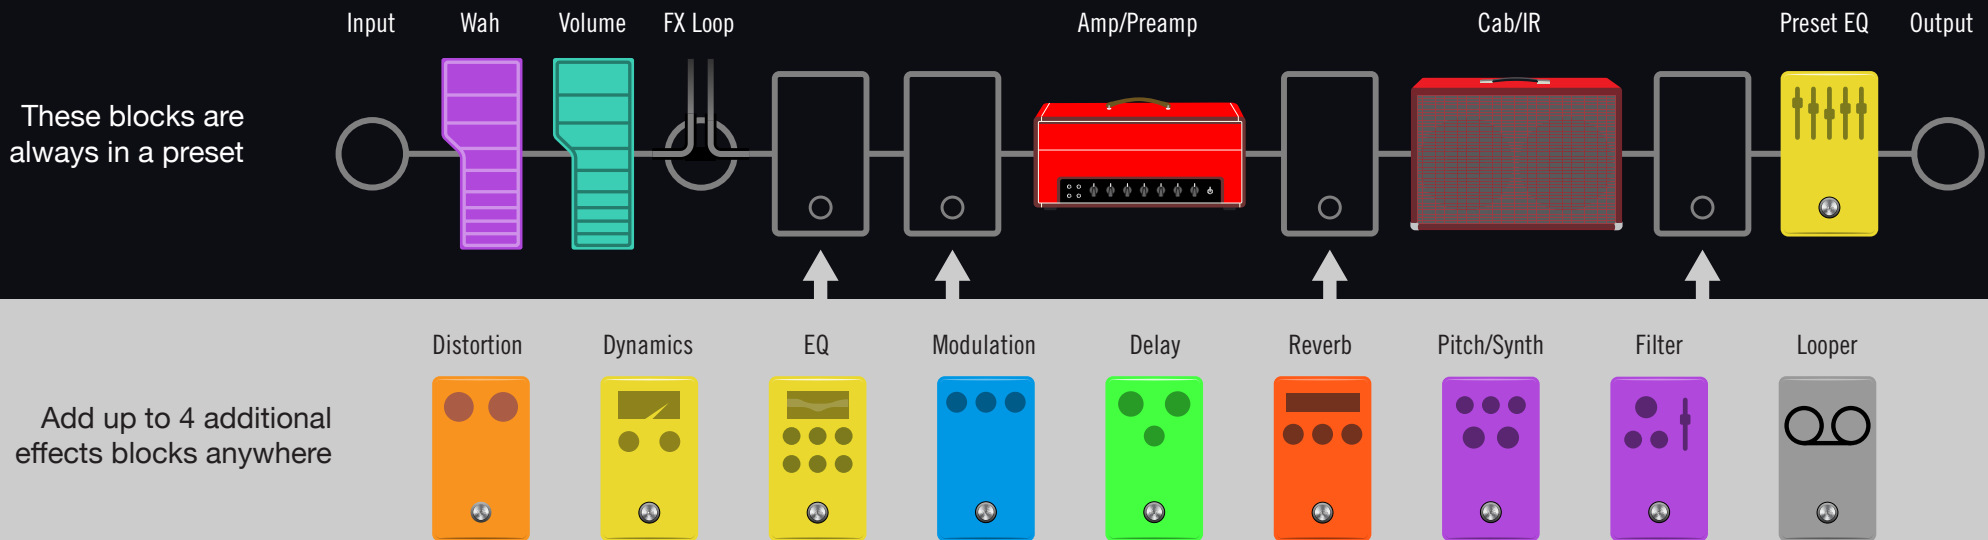 Input
Wah
Volume
FX Loop
Amp/Preamp
Cab/IR
Preset EQ
Output
These blocks are
always in a preset
Distortion
Dynamics
EQ
Modulation
Delay
Reverb
Pitch/Synth
Filter
Looper
Add up to 4 additional
effects blocks anywhere